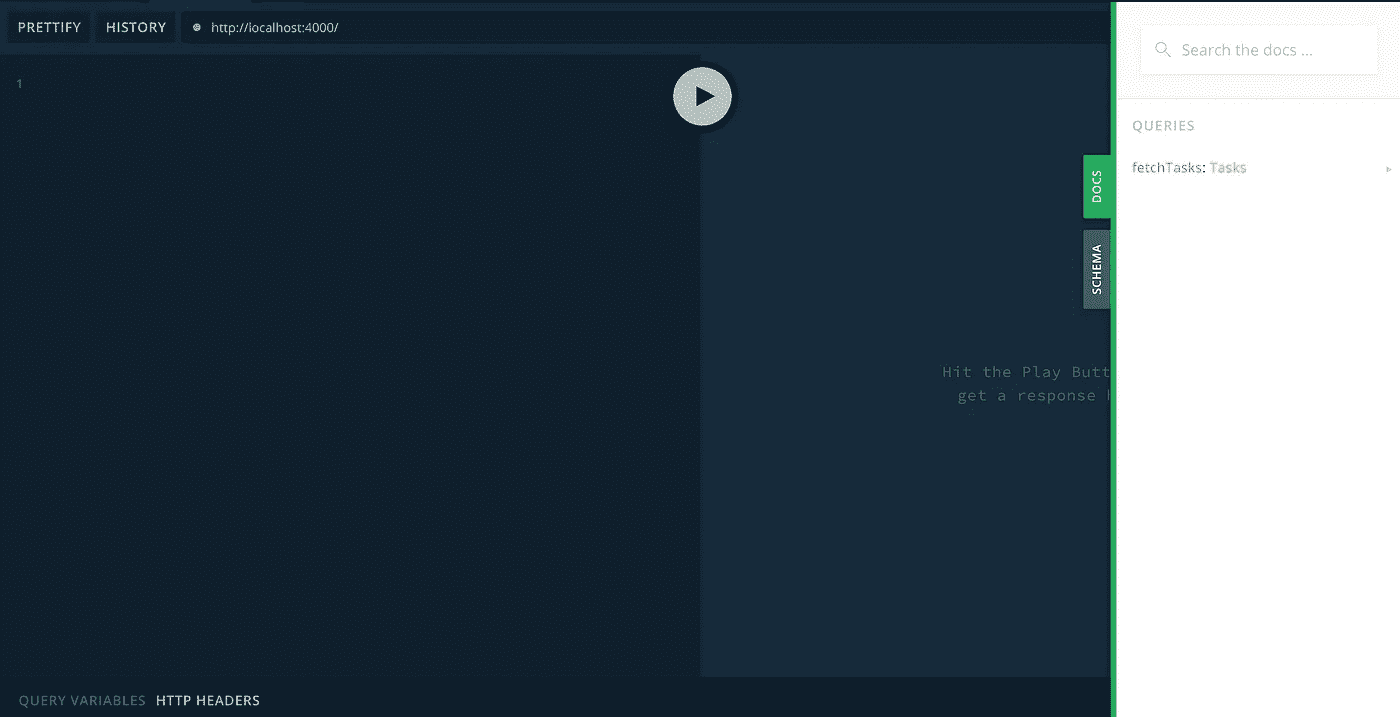 PRETTIFY HISTORY http://localhost:4000/
Search the docs ...
1
QUERIES
fetchTasks: Tasks
DOCS
SCHEMA
Hit the Play Butt
get a response
QUERY VARIABLES HTTP HEADERS